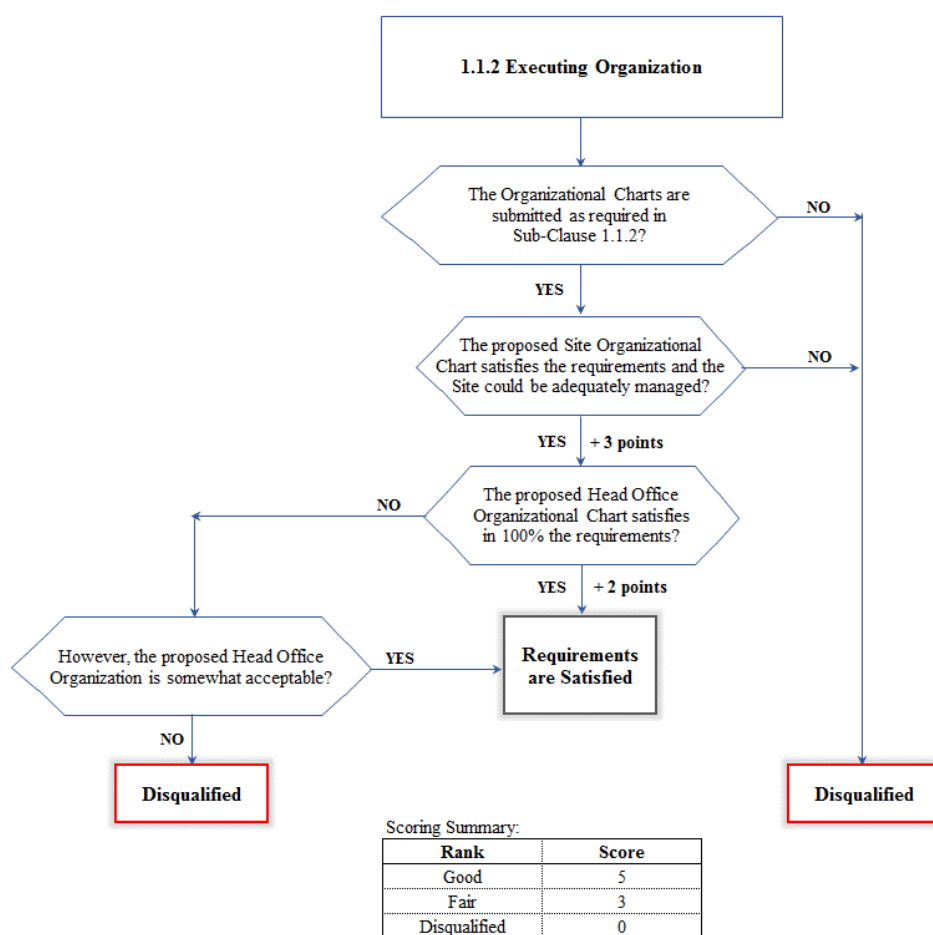 1.1.2 Executing Organization
The Organizational Charts are
submitted as required in
Sub-Clause 1.1.2?
NO
YES
The proposed Site Organizational
Chart satisfies the requirements and the
Site could be adequately managed?
NO
YES + 3 points
The proposed Head Office
Organizational Chart satisfies
in 100% the requirements?
NO
YES + 2 points
However, the proposed Head Office
Organization is somewhat acceptable?
YES
Requirements
are Satisfied
NO
Disqualified
Disqualified
Scoring Summary:
Rank Score
Good 5
Fair 3
Disqualified 0